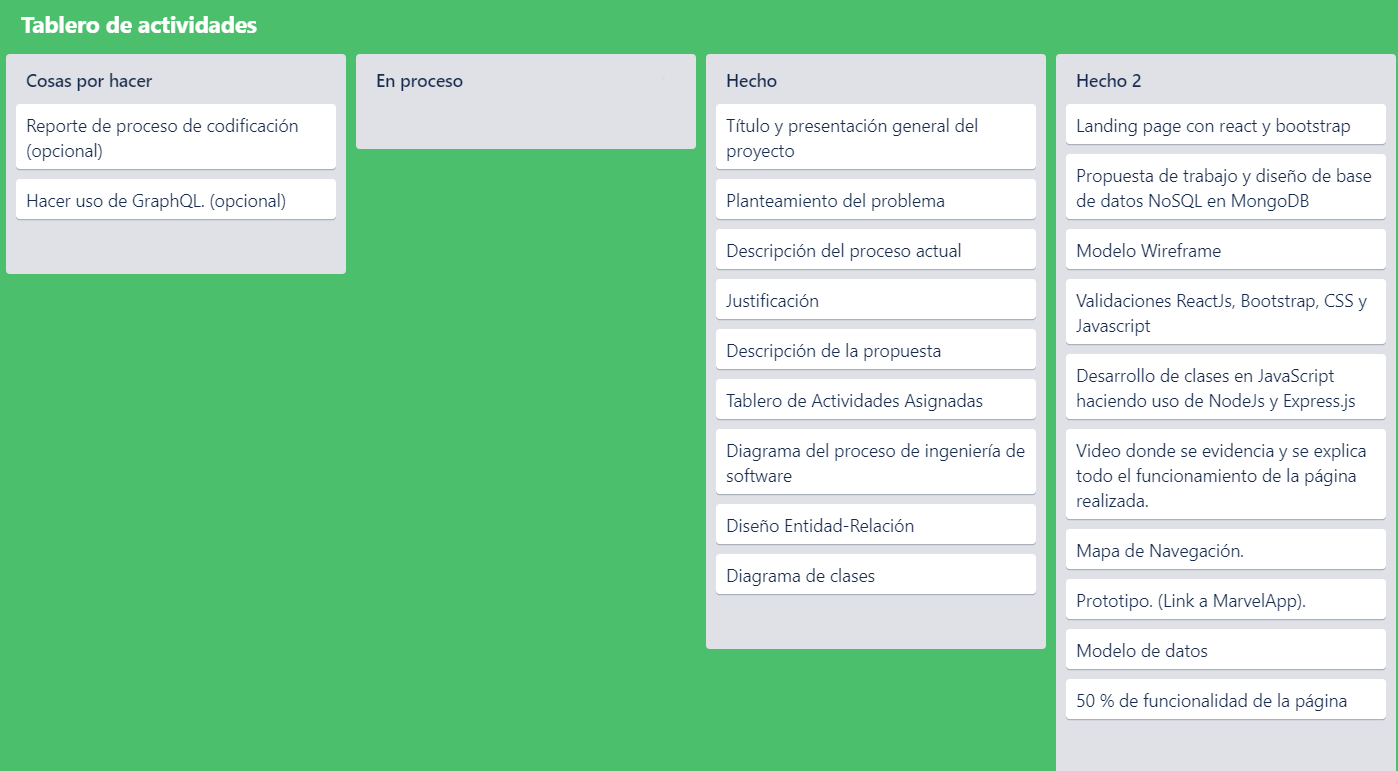 Tablero de actividades
Cosas por hacer
Reporte de proceso de codificación
(opcional)
Hacer uso de GraphQL. (opcional)
En proceso
Hecho
Título y presentación general del
proyecto
Planteamiento del problema
Descripción del proceso actual
Justificación
Descripción de la propuesta
Tablero de Actividades Asignadas
Diagrama del proceso de ingeniería de
software
Diseño Entidad-Relación
Diagrama de clases
Hecho 2
Landing page con react y bootstrap
Propuesta de trabajo y diseño de base
de datos NoSQL en MongoDB
Modelo Wireframe
Validaciones ReactJs, Bootstrap, CSS y
Javascript
Desarrollo de clases en JavaScript
haciendo uso de NodeJs y Express.js
Video donde se evidencia y se explica
todo el funcionamiento de la página
realizada.
Mapa de Navegación.
Prototipo. (Link a MarvelApp).
Modelo de datos
50 % de funcionalidad de la página